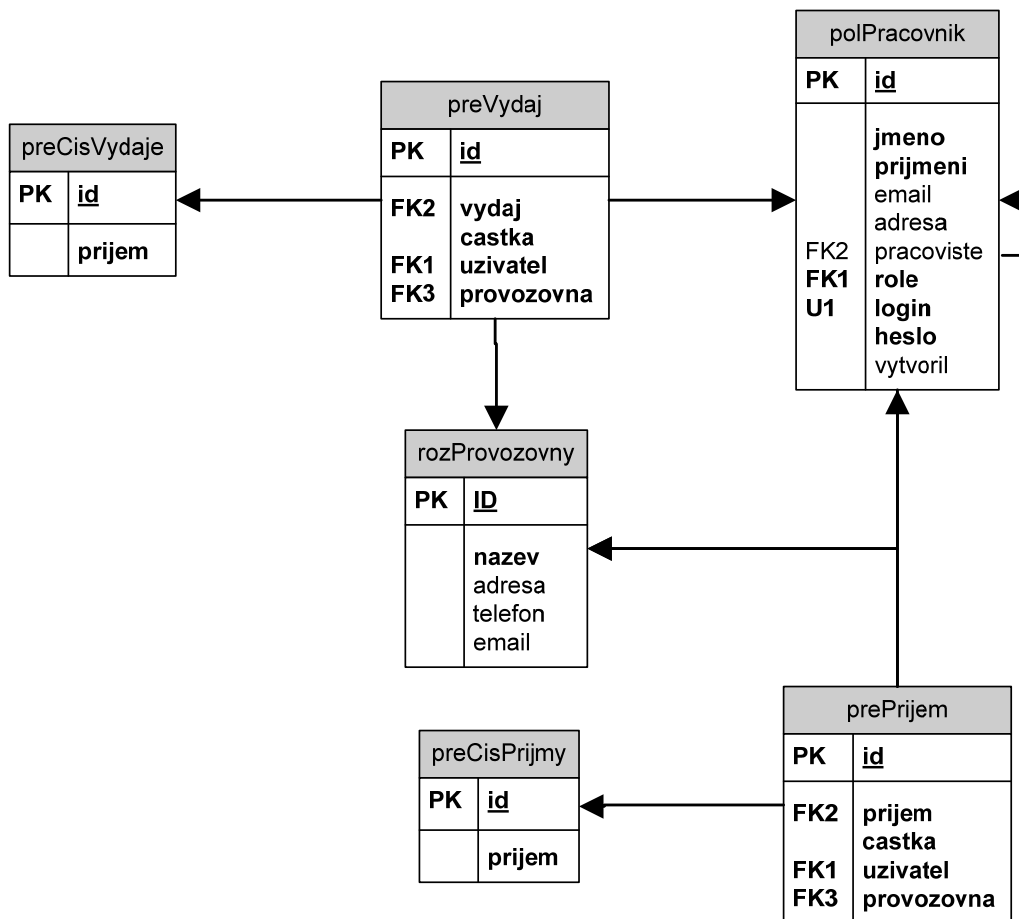 polPracovnik
PK id
jmeno
prijmeni
email
adresa
FK2 pracoviste
FK1 role
U1 login
heslo
vytvoril
preVydaj
PK id
FK2 vydaj
castka
FK1 uzivatel
FK3 provozovna
preCisVydaje
PK id
prijem
rozProvozovny
PK ID
nazev
adresa
telefon
email
prePrijem
PK id
FK2 prijem
castka
FK1 uzivatel
FK3 provozovna
preCisPrijmy
PK id
prijem